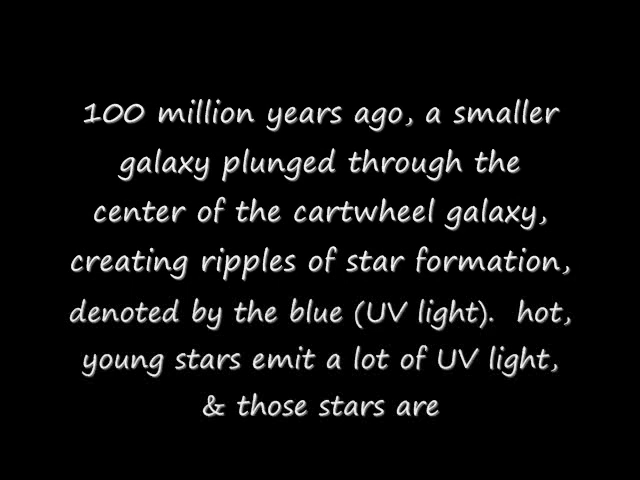 100 million years ago, a smaller
galaxy plunged through the
center of the cartwheel galaxy,
creating ripples of star formation,
denoted by the blue (UV light).  hot,
young stars emit a lot of UV light,
& those stars are